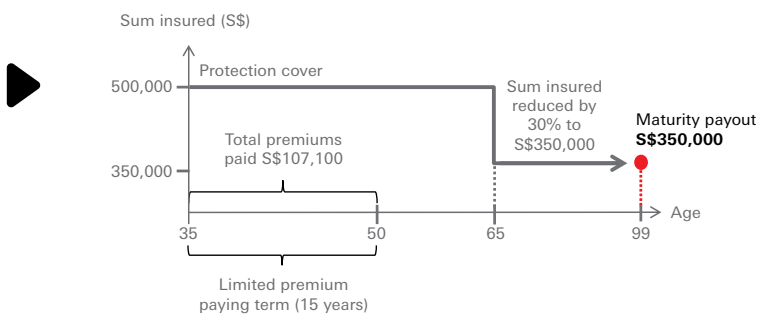 Sum insured (S$)
Protection cover
500,000
Sum insured
reduced by
30% to
S$350,000
Maturity payout
S$350,000
Total premiums
paid S$107,100
350,000
Age
35
50
65
99
Limited premium
paying term (15 years)